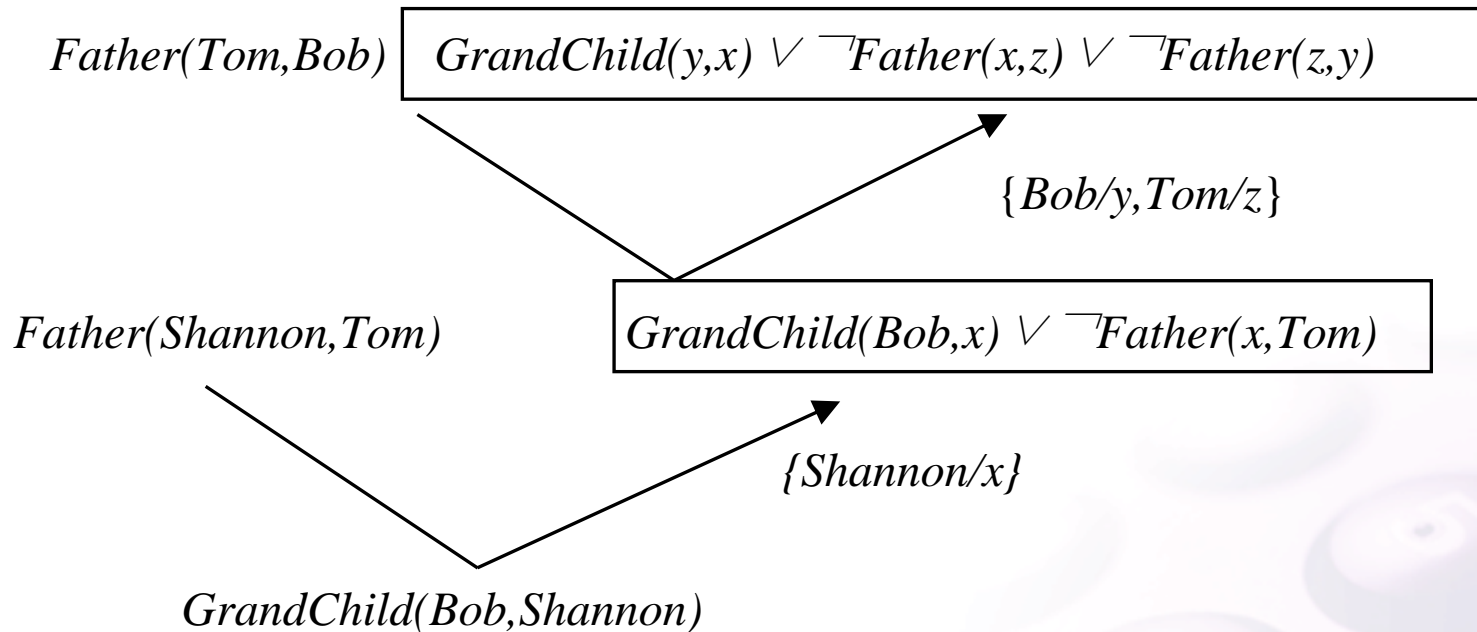 Father(Tom,Bob) GrandChild(y,x) ∨ ¬Father(x,z) ∨ ¬Father(z,y)
{Bob/y,Tom/z}
Father(Shannon,Tom) GrandChild(Bob,x) ∨ ¬Father(x,Tom)
{Shannon/x}
GrandChild(Bob,Shannon)